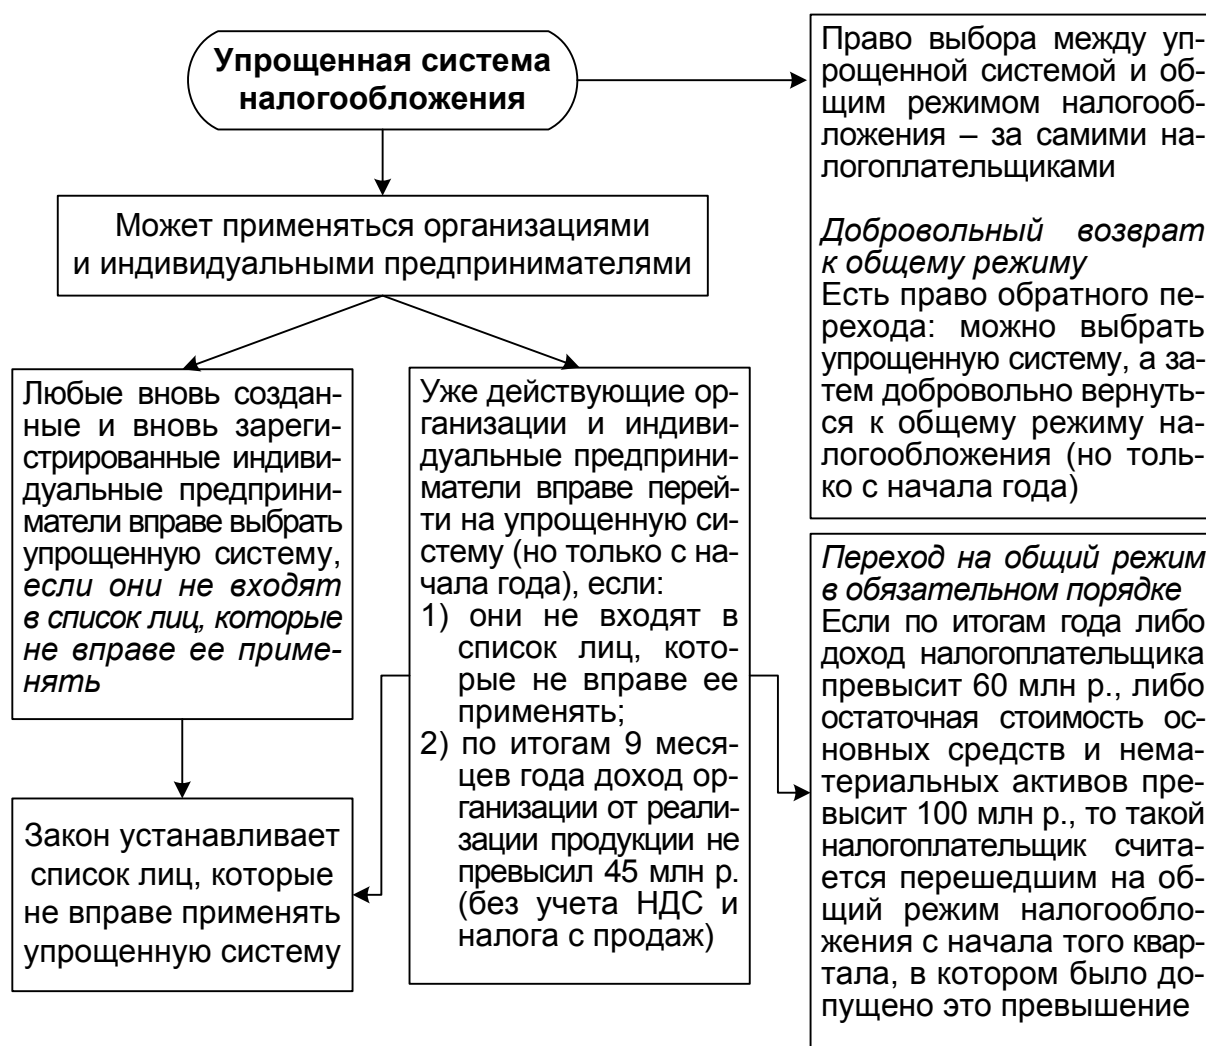 Упрощенная система
налогообложения
Может применяться организациями
и индивидуальными предпринимателями
Любые вновь создан-
ные и вновь зареги-
стрированные индиви-
дуальные предприни-
матели вправе выбрать
упрощенную систему,
если они не входят
в список лиц, которые
не вправе ее приме-
нять
Закон устанавливает
список лиц, которые
не вправе применять
упрощенную систему
Уже действующие ор-
ганизации и индиви-
дуальные предприни-
матели вправе перей-
ти на упрощенную си-
стему (но только с на-
чала года), если:
1) они не входят в
список лиц, кото-
рые не вправе ее
применять;
2) по итогам 9 меся-
цев года доход ор-
ганизации от реали-
зации продукции не
превысил 45 млн р.
(без учета НДС и
налога с продаж)
Право выбора между уп-
рощенной системой и об-
щим режимом налогооб-
ложения – за самими на-
логоплательщиками
Добровольный возврат
к общему режиму
Есть право обратного пе-
рехода: можно выбрать
упрощенную систему, а за-
тем добровольно вернуть-
ся к общему режиму на-
логообложения (но толь-
ко с начала года)
Переход на общий режим
в обязательном порядке
Если по итогам года либо
доход налогоплательщика
превысит 60 млн р., либо
остаточная стоимость ос-
новных средств и нема-
териальных активов пре-
высит 100 млн р., то такой
налогоплательщик счита-
ется перешедшим на об-
щий режим налогообло-
жения с начала того квар-
тала, в котором было до-
пущено это превышение